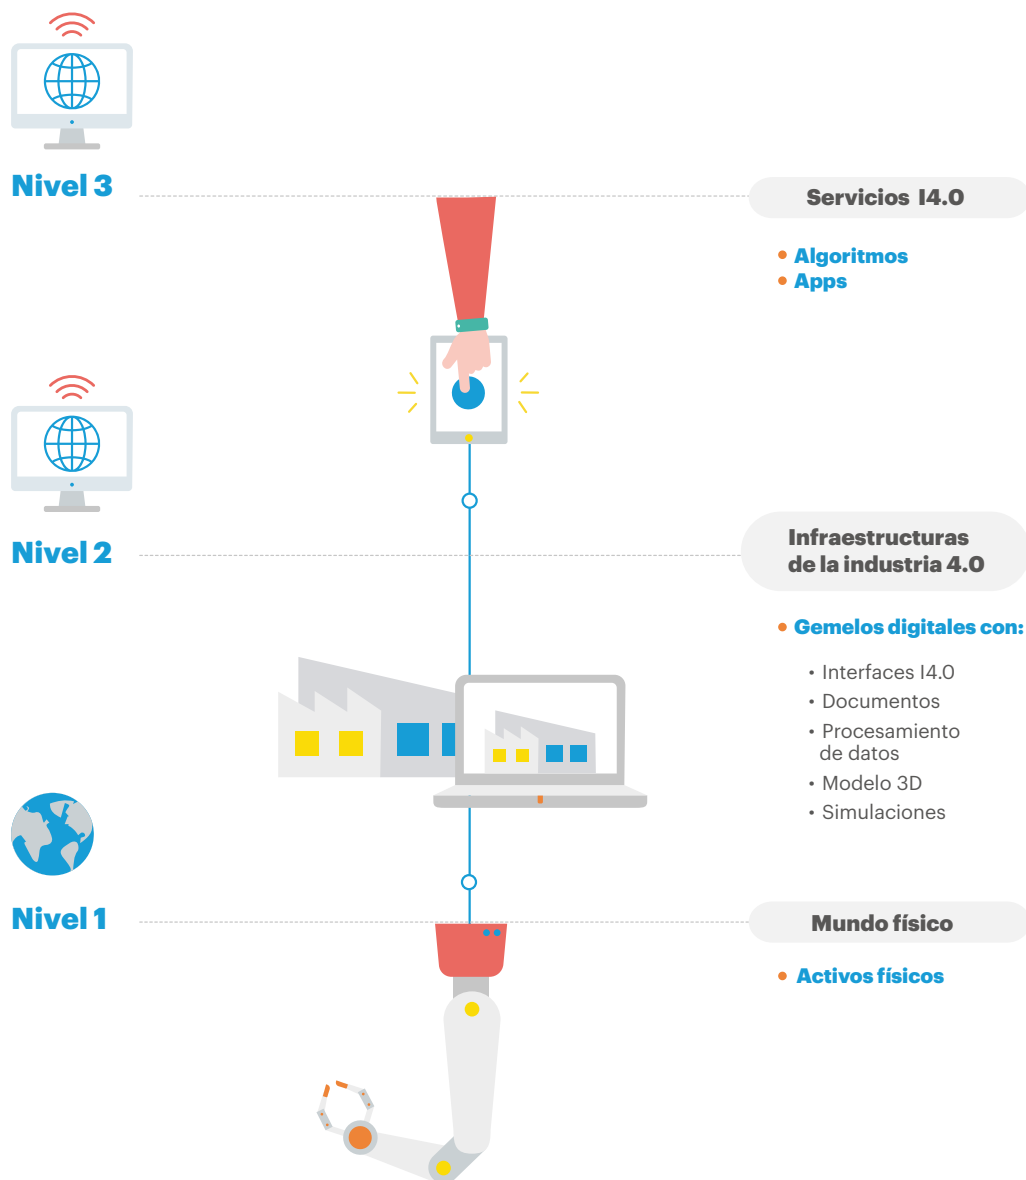 Nivel 3
Servicios I4.0
• Algoritmos
• Apps
Nivel 2
Infraestructuras
de la industria 4.0
• Gemelos digitales con:
• Interfaces I4.0
• Documentos
• Procesamiento
de datos
• Modelo 3D
• Simulaciones
Nivel 1
Mundo físico
• Activos físicos